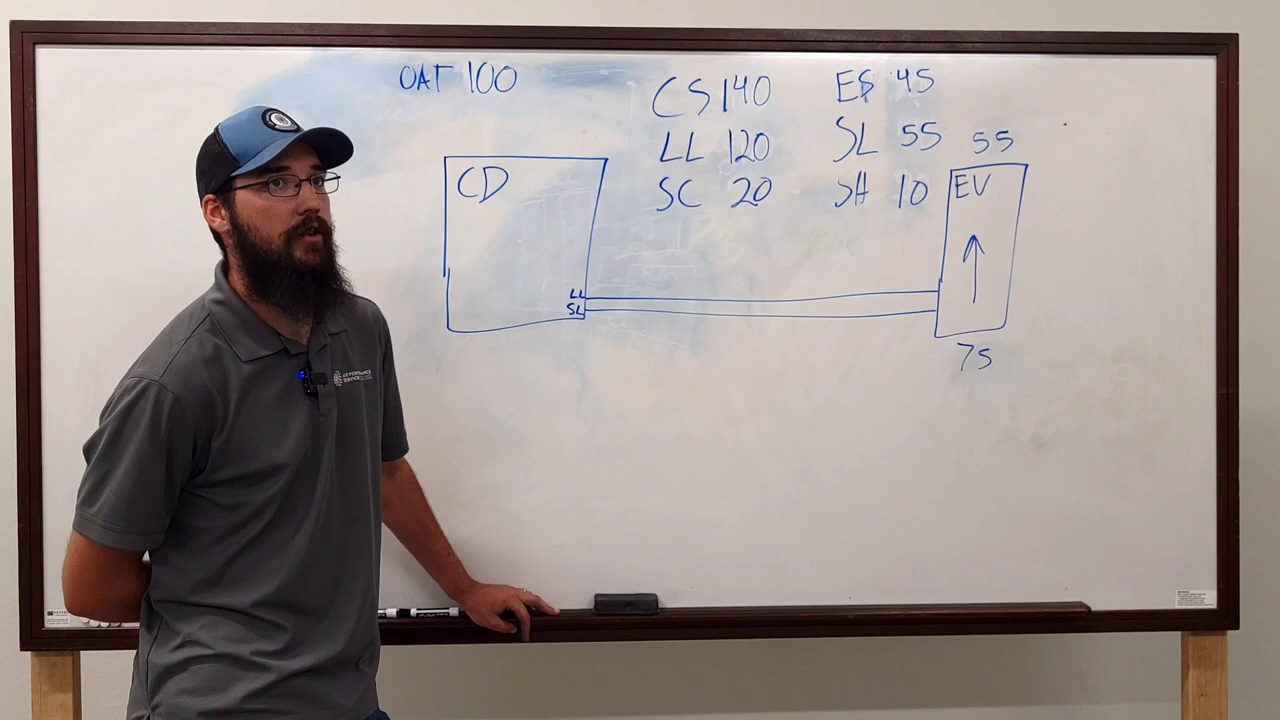 OAT 100
CS 140
LL 120
SC 20
ES 45
SL 55
SH 10
55
CD
EV
LL
SL
75